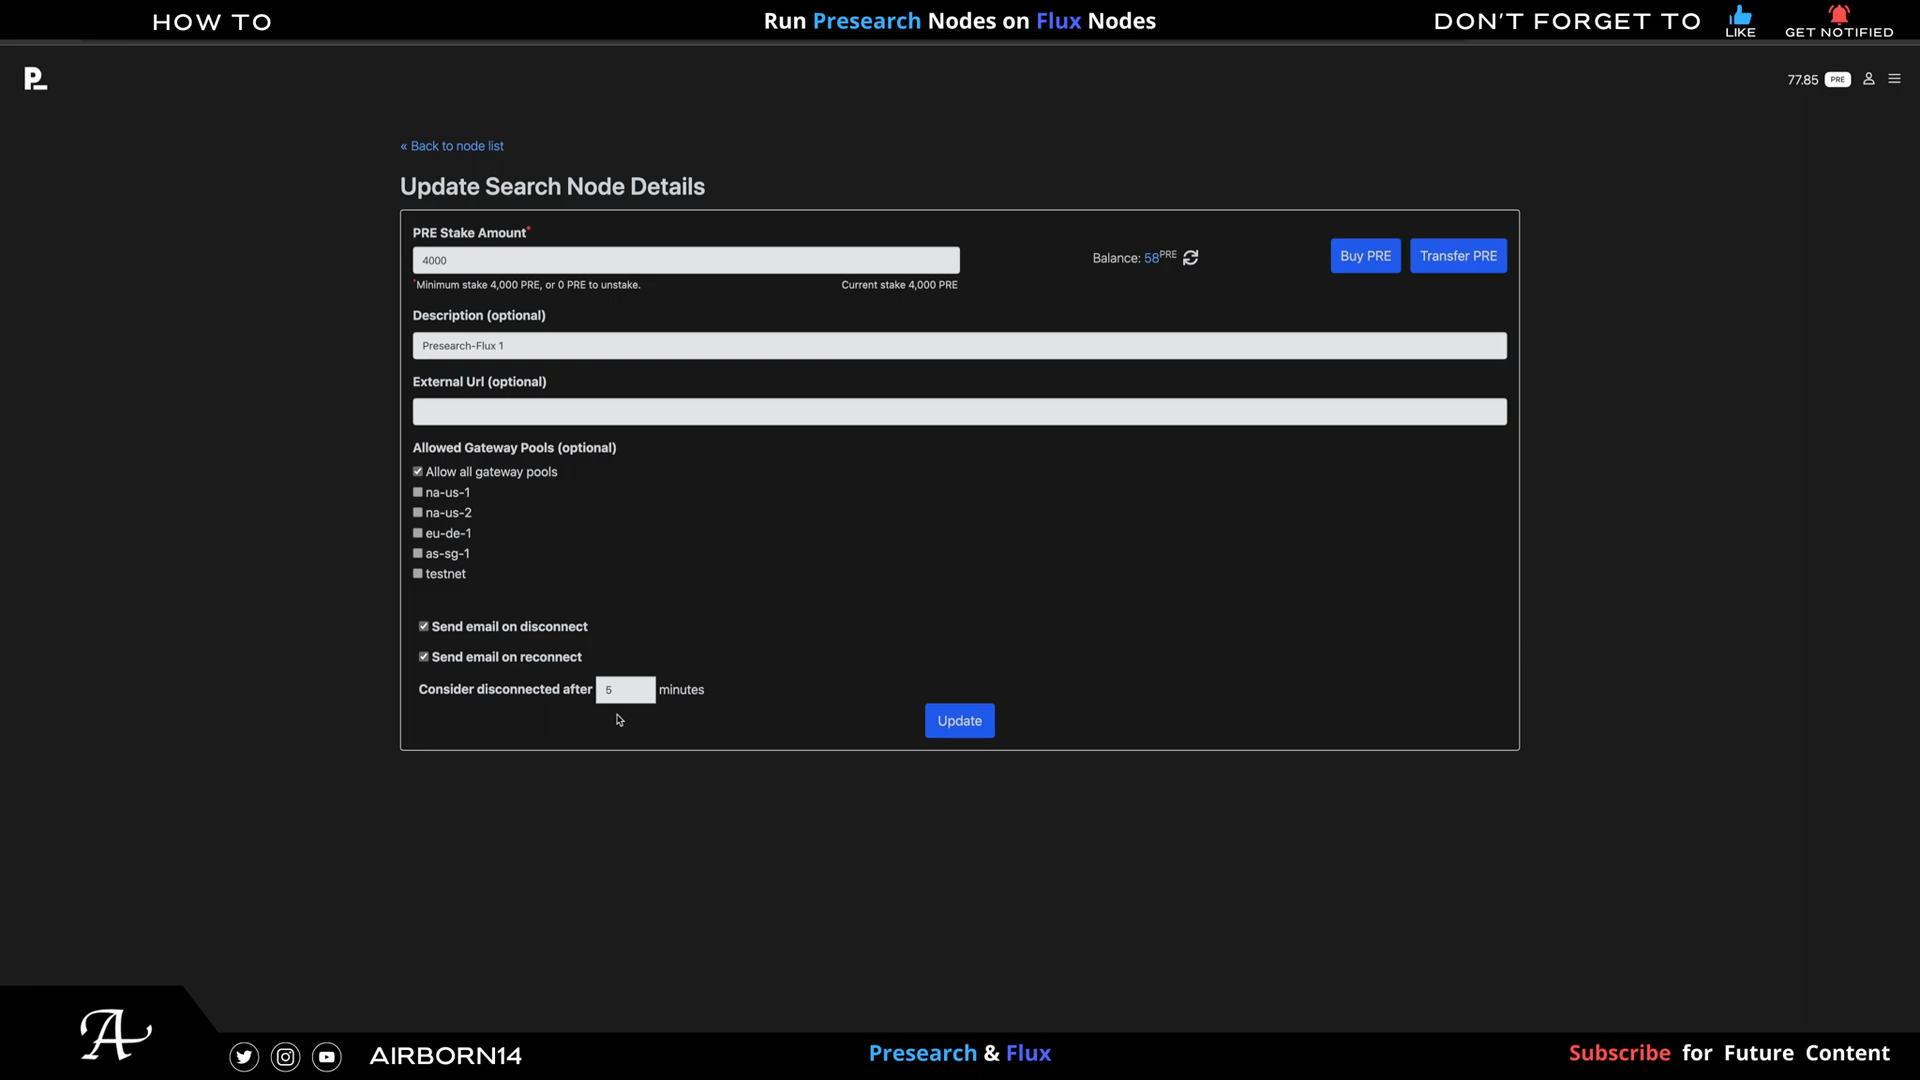 HOW TO
Run Presearch Nodes on Flux Nodes
DON'T FORGET TO
LIKE
GET NOTIFIED
P_
77.85 PRE
« Back to node list
Update Search Node Details
PRE Stake Amount*
4000
Balance: 58 PRE
Buy PRE
Transfer PRE
*Minimum stake 4,000 PRE, or 0 PRE to unstake.
Current stake 4,000 PRE
Description (optional)
Presearch-Flux 1
External Url (optional)
Allowed Gateway Pools (optional)
Allow all gateway pools
na-us-1
na-us-2
eu-de-1
as-sg-1
testnet
Send email on disconnect
Send email on reconnect
Consider disconnected after 5 minutes
Update
A
AIRBORN14
Presearch & Flux
Subscribe for Future Content